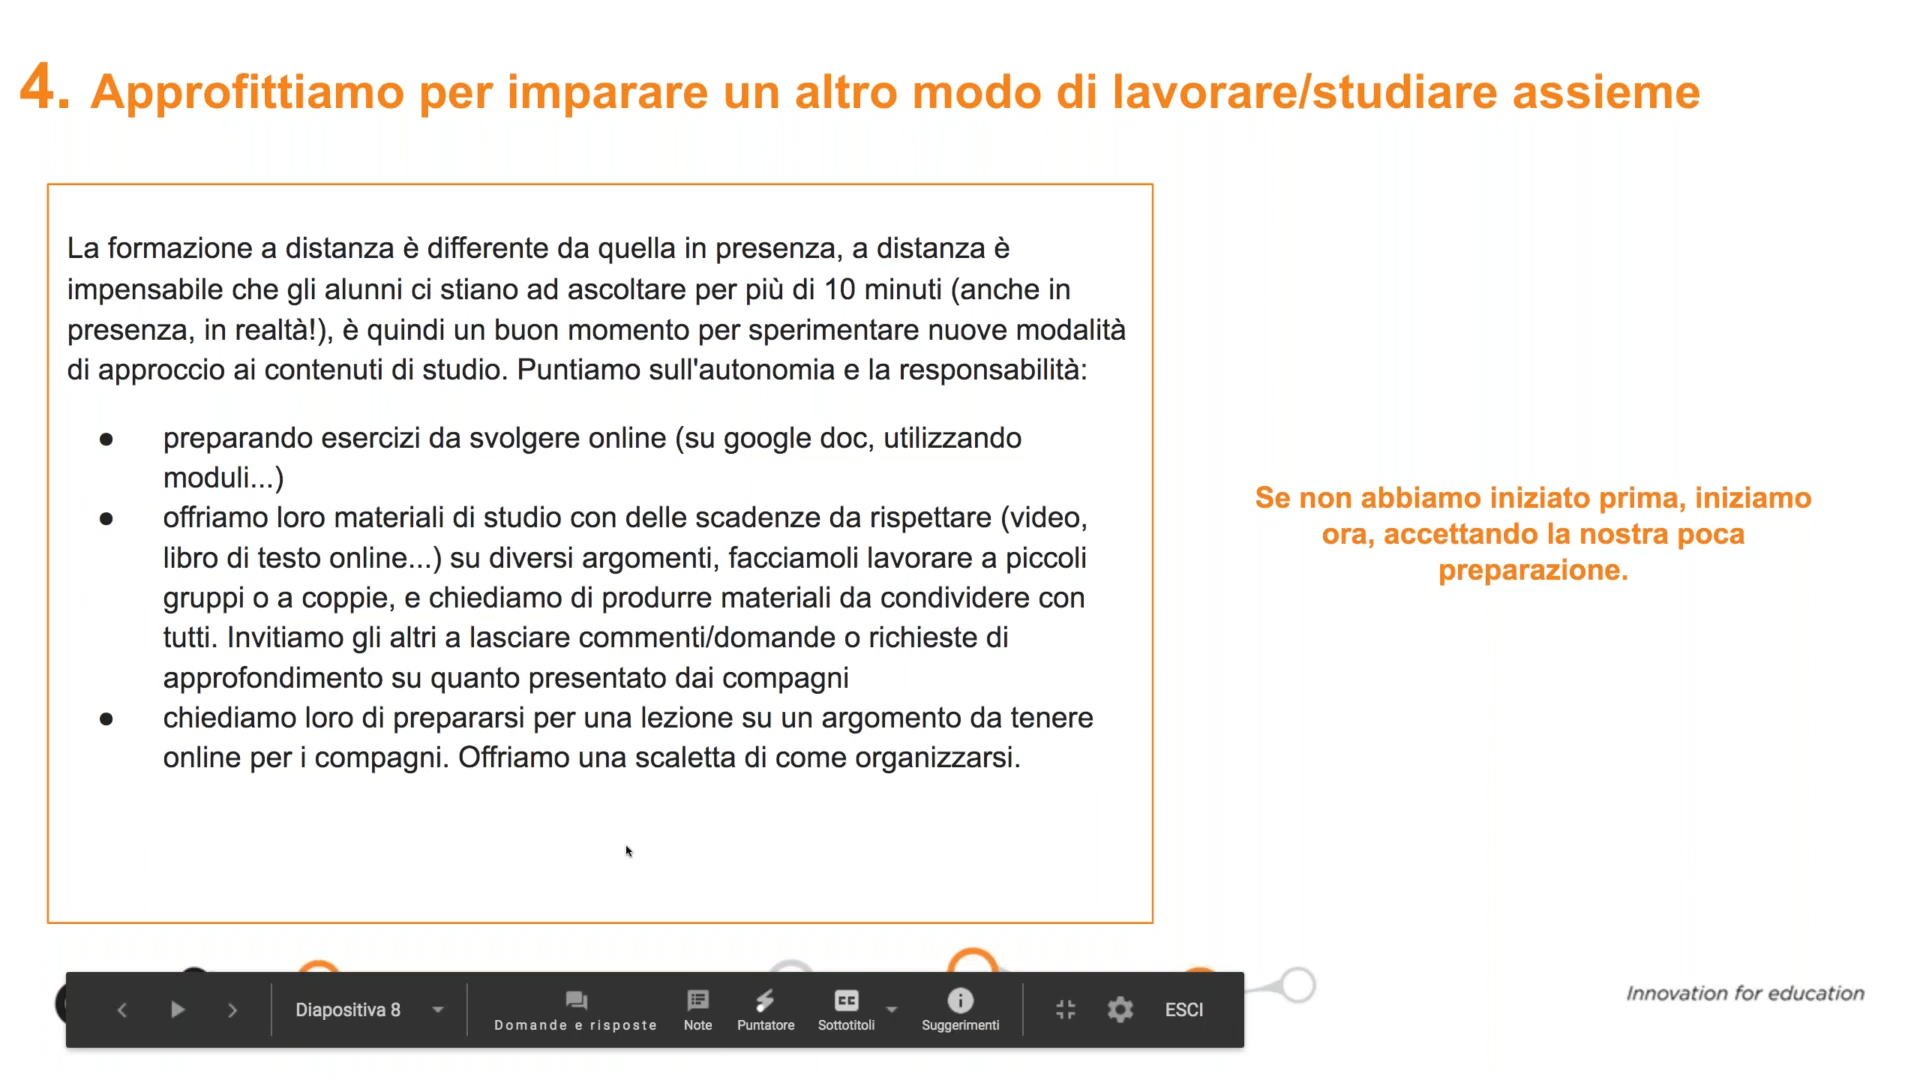 4. Approfittiamo per imparare un altro modo di lavorare/studiare assieme
La formazione a distanza è differente da quella in presenza, a distanza è
impensabile che gli alunni ci stiano ad ascoltare per più di 10 minuti (anche in
presenza, in realtà!), è quindi un buon momento per sperimentare nuove modalità
di approccio ai contenuti di studio. Puntiamo sull'autonomia e la responsabilità:
● preparando esercizi da svolgere online (su google doc, utilizzando
moduli...)
● offriamo loro materiali di studio con delle scadenze da rispettare (video,
libro di testo online...) su diversi argomenti, facciamoli lavorare a piccoli
gruppi o a coppie, e chiediamo di produrre materiali da condividere con
tutti. Invitiamo gli altri a lasciare commenti/domande o richieste di
approfondimento su quanto presentato dai compagni
● chiediamo loro di prepararsi per una lezione su un argomento da tenere
online per i compagni. Offriamo una scaletta di come organizzarsi.
Se non abbiamo iniziato prima, iniziamo
ora, accettando la nostra poca
preparazione.
Diapositiva 8
Domande e risposte
Note
Puntatore
CC
Sottotitoli
Suggerimenti
ESCI
Innovation for education